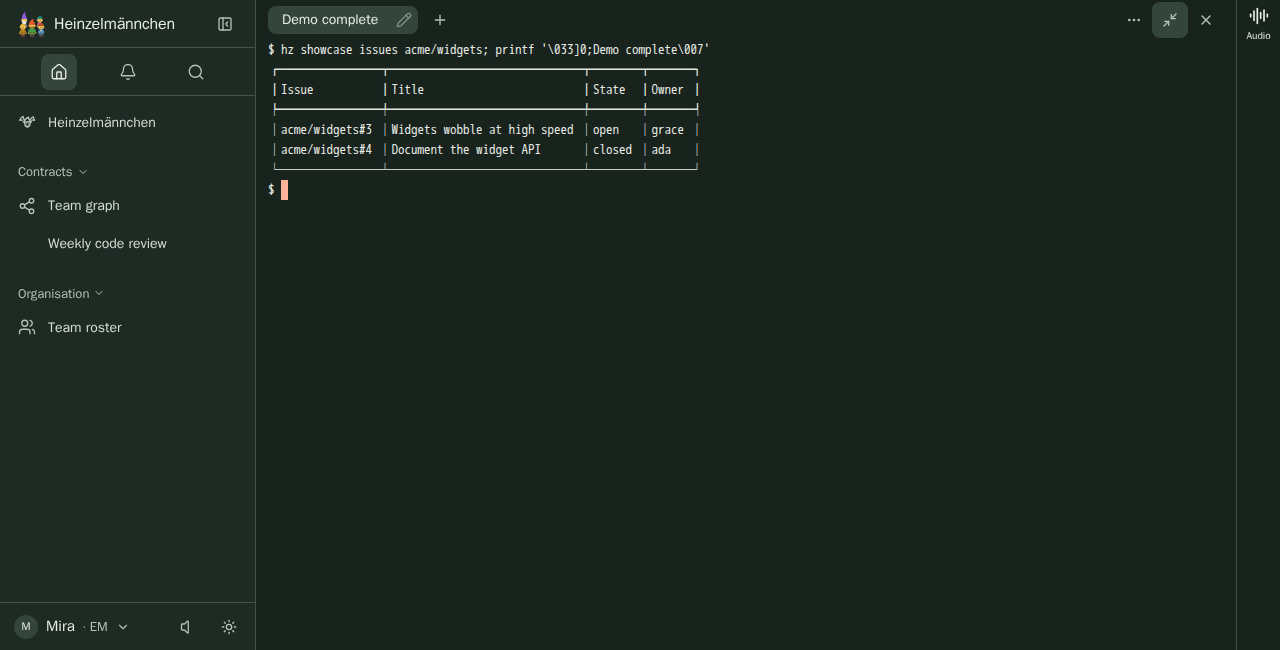 Heinzelmännchen
Heinzelmännchen
Contracts
Team graph
Weekly code review
Organisation
Team roster
M Mira · EM
Demo complete
$ hz showcase issues acme/widgets; printf '\033]0;Demo complete\007'
Issue Title State Owner
acme/widgets#3 Widgets wobble at high speed open grace
acme/widgets#4 Document the widget API closed ada
$
Audio